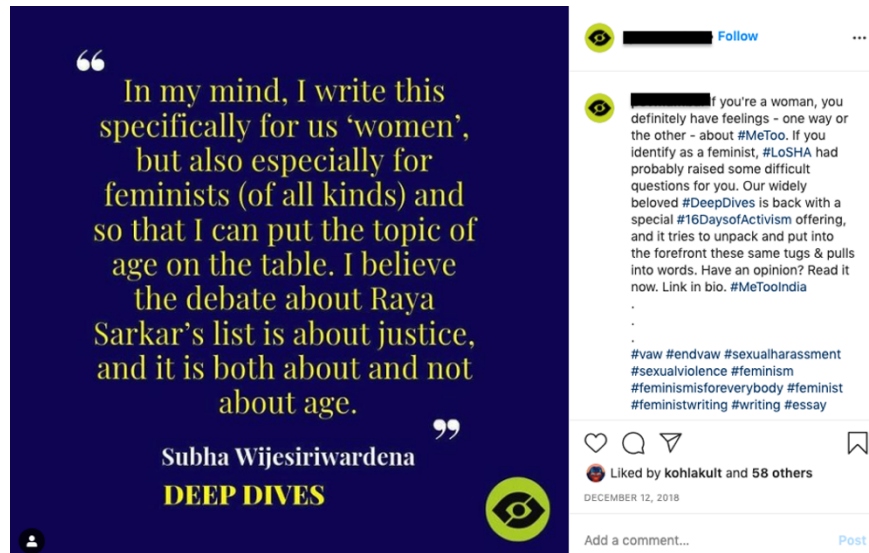 “
In my mind, I write this
specifically for us ‘women’,
but also especially for
feminists (of all kinds) and
so that I can put the topic of
age on the table. I believe
the debate about Raya
Sarkar’s list is about justice,
and it is both about and not
about age.
”
Subha Wijesiriwardena
DEEP DIVES
Follow
f you're a woman, you
definitely have feelings - one way or
the other - about #MeToo. If you
identify as a feminist, #LoSHA had
probably raised some difficult
questions for you. Our widely
beloved #DeepDives is back with a
special #16DaysofActivism offering,
and it tries to unpack and put into
the forefront these same tugs & pulls
into words. Have an opinion? Read it
now. Link in bio. #MeTooIndia
.
.
.
#vaw #endvaw #sexualharassment
#sexualviolence #feminism
#feminismisforeverybody #feminist
#feministwriting #writing #essay
Liked by kohlakult and 58 others
DECEMBER 12, 2018
Add a comment...
Post